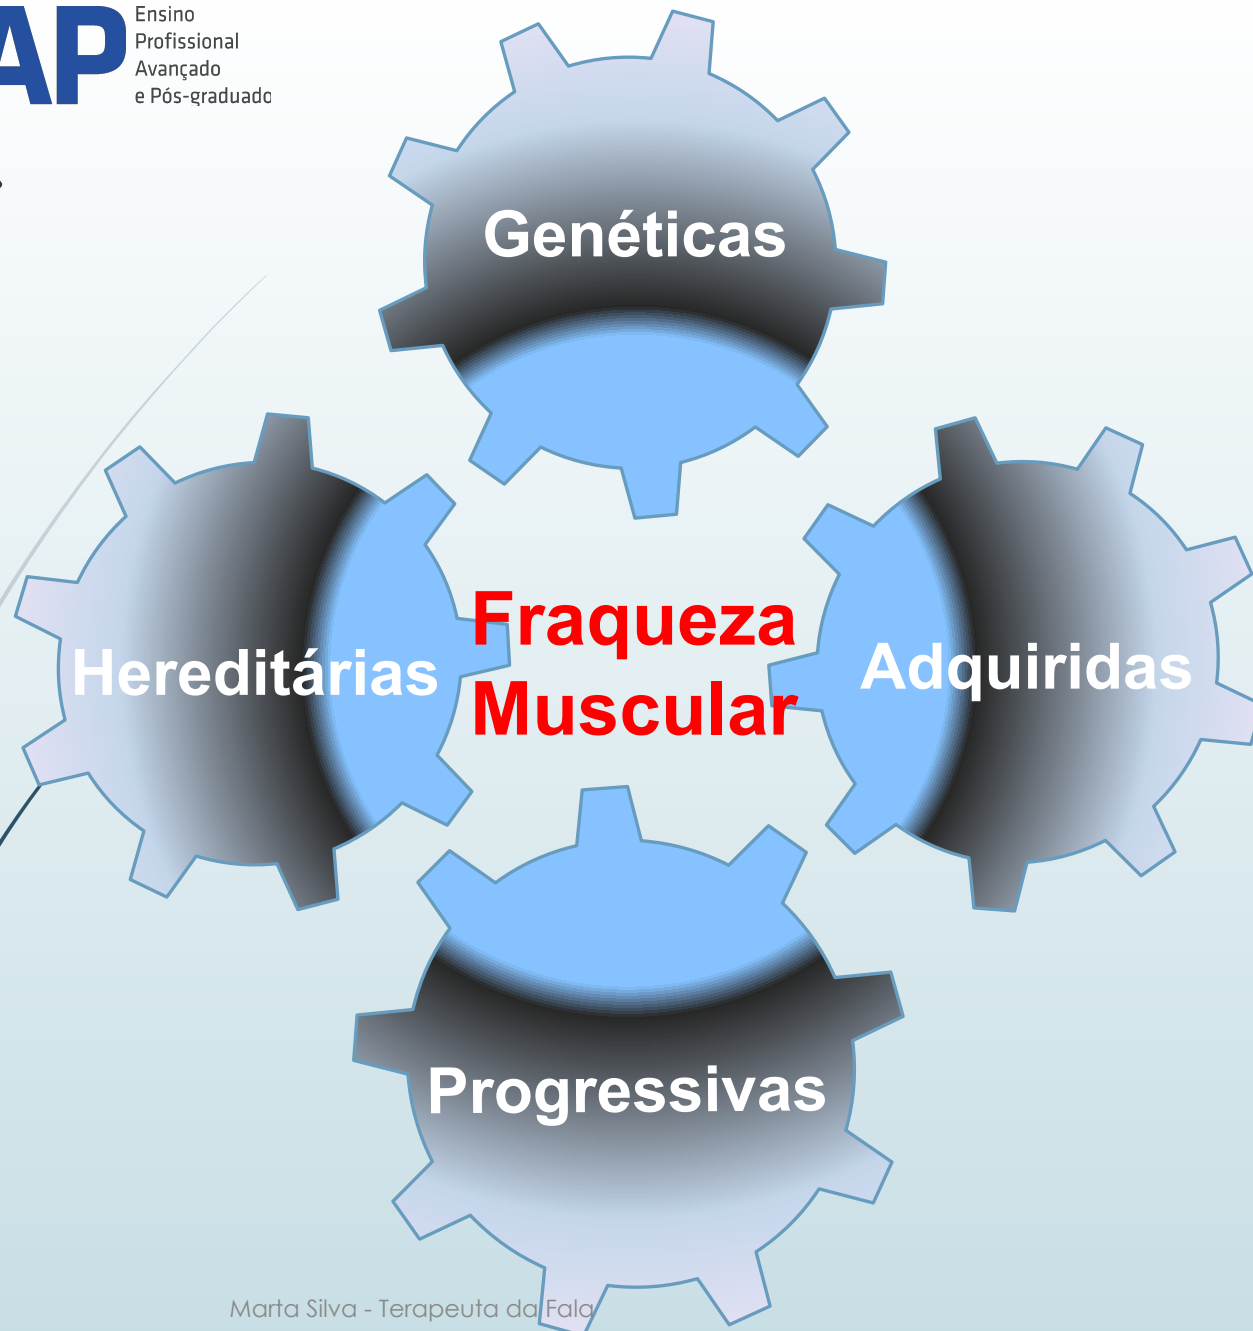 AP
Ensino
Profissional
Avançado
e Pós-graduado
Genéticas
Fraqueza
Muscular
Hereditárias
Adquiridas
Progressivas
Marta Silva - Terapeuta da Fala